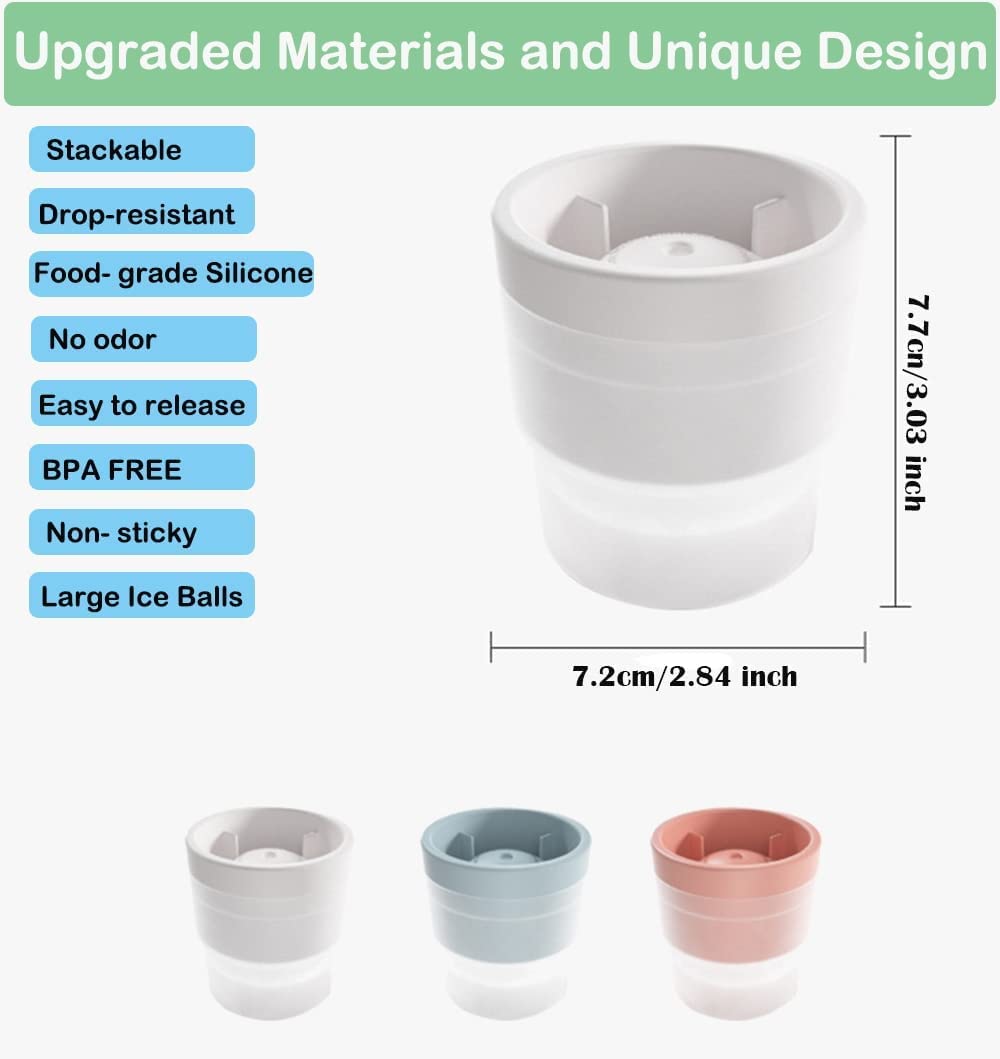 Upgraded Materials and Unique Design
Stackable
Drop-resistant
Food- grade Silicone
No odor
Easy to release
BPA FREE
Non- sticky
Large Ice Balls
7.7cn/3.03 inch
7.2cm/2.84 inch